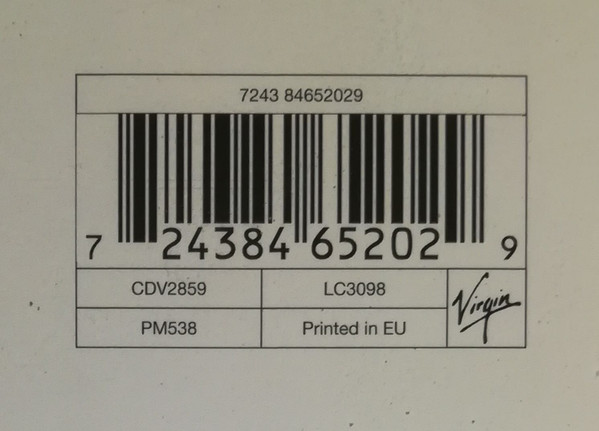 7243 84652029
7 24384 65202 9
CDV2859 LC3098
PM538 Printed in EU
Virgin